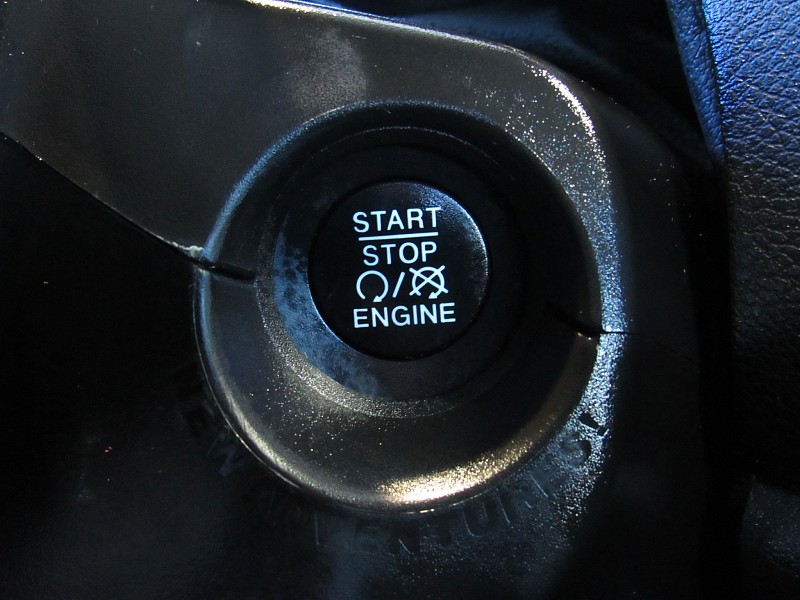 START
STOP
/
ENGINE